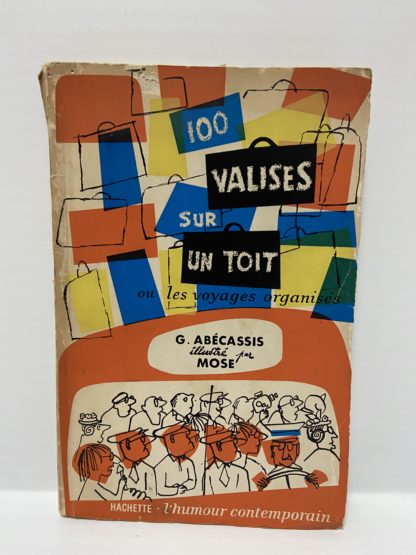 100
VALISES
SUR
UN TOIT
ou les voyages organisés
G. ABÉCASSIS
illustré par
MOSE
HACHETTE · l'humour contemporain